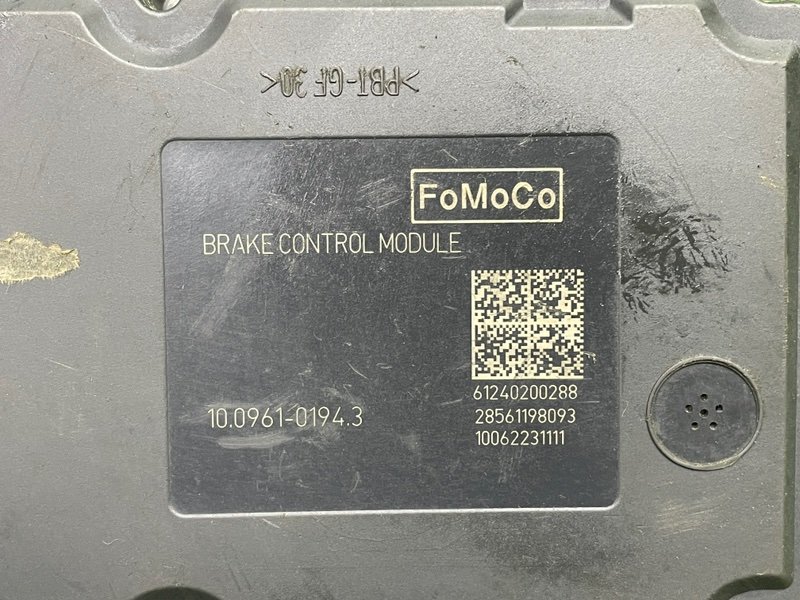 >PBT-GF 30<
FoMoCo
BRAKE CONTROL MODULE
61240200288
10.0961-0194.3
28561198093
10062231111